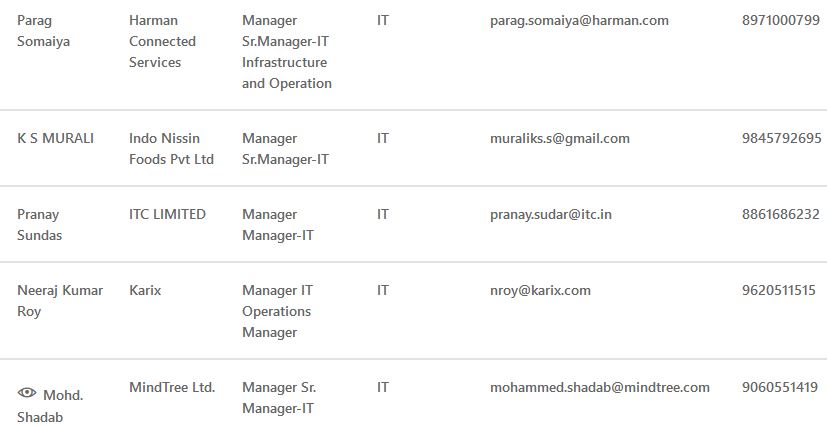 Parag Somaiya
Harman Connected Services
Manager Sr.Manager-IT Infrastructure and Operation
IT
parag.somaiya@harman.com
8971000799
K S MURALI
Indo Nissin Foods Pvt Ltd
Manager Sr.Manager-IT
IT
muraliks.s@gmail.com
9845792695
Pranay Sundas
ITC LIMITED
Manager Manager-IT
IT
pranay.sudar@itc.in
8861686232
Neeraj Kumar Roy
Karix
Manager IT Operations Manager
IT
nroy@karix.com
9620511515
Mohd. Shadab
MindTree Ltd.
Manager Sr. Manager-IT
IT
mohammed.shadab@mindtree.com
9060551419